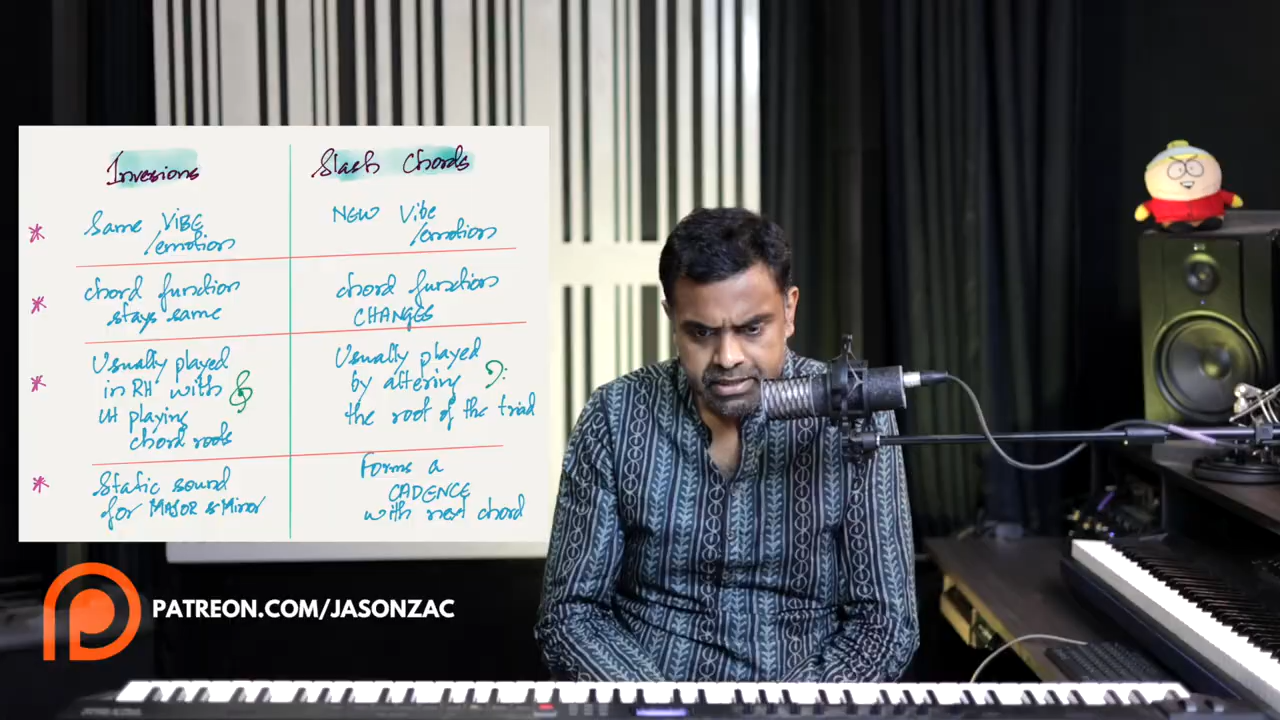 Invesions
Same VIBE
/emotion
Chord function
stays same
Usually played
in RH with
LH playing
chord roots
Static sound
for MAJOR & Minor
Slash Chords
NEW Vibe
/emotion
chord function
CHANGES
Usually played
by altering
the root of the triad
Forms a
CADENCE
with next chord
PATREON.COM/JASONZAC